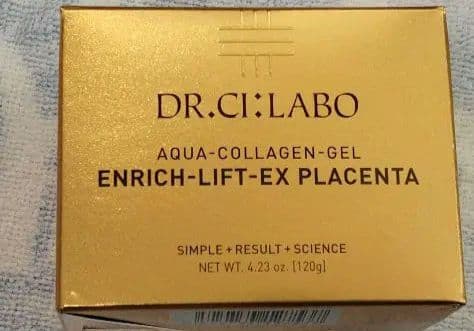 DR.CI:LABO
AQUA-COLLAGEN-GEL
ENRICH-LIFT-EX PLACENTA
SIMPLE + RESULT + SCIENCE
NET WT. 4.23 oz. [120g]